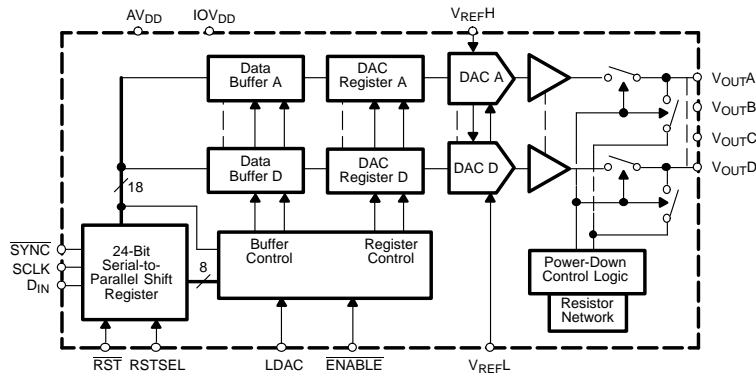 AVDD
IOVDD
VREFH
Data
Buffer A
DAC
Register A
DAC A
VOUTA
VOUTB
VOUTC
VOUTD
Data
Buffer D
DAC
Register D
DAC D
18
SYNC
SCLK
DIN
24-Bit
Serial-to-
Parallel Shift
Register
8
Buffer
Control
Register
Control
Power-Down
Control Logic
Resistor
Network
RST
RSTSEL
LDAC
ENABLE
VREFL